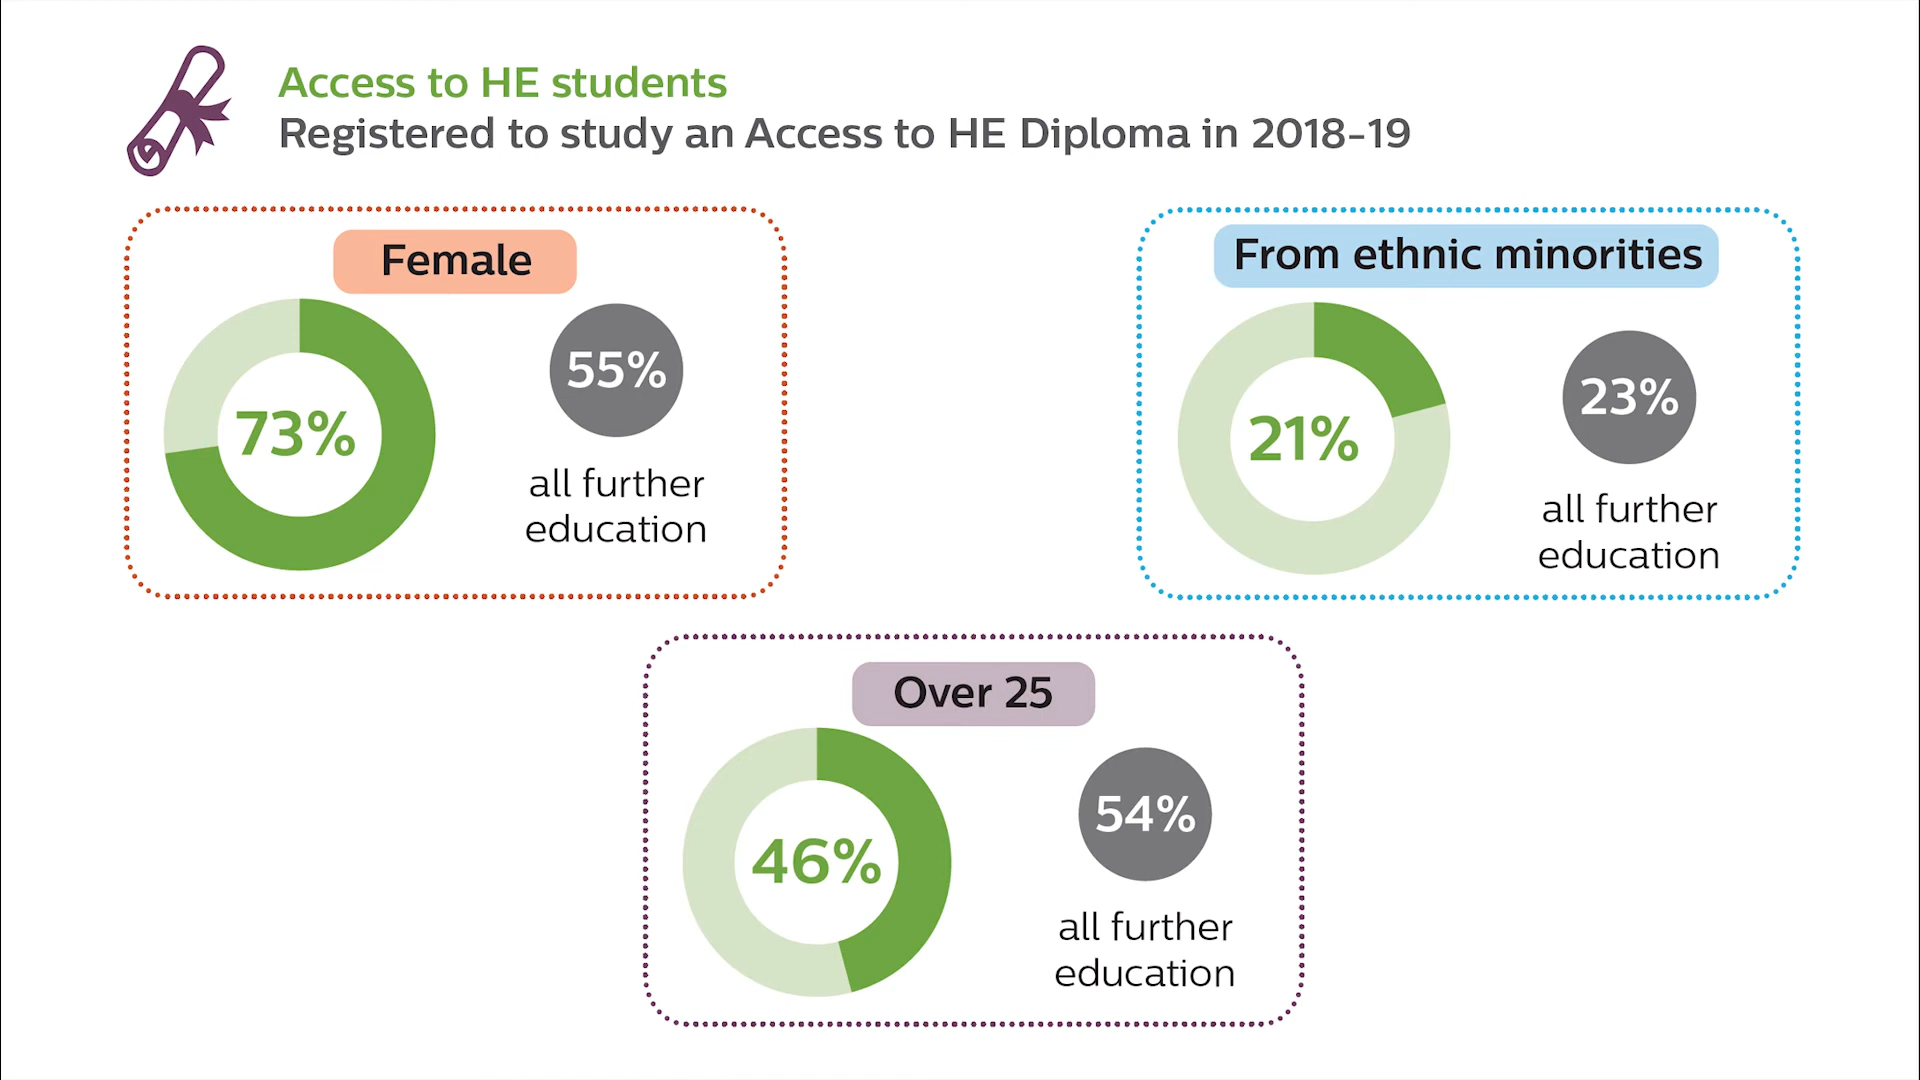 Access to HE students
Registered to study an Access to HE Diploma in 2018-19
Female
73%
55%
all further
education
From ethnic minorities
21%
23%
all further
education
Over 25
46%
54%
all further
education